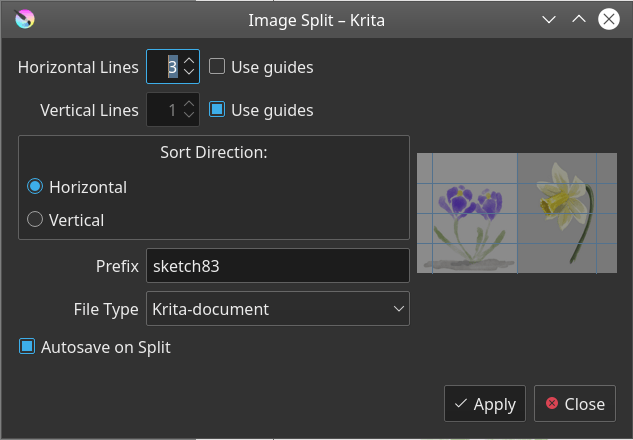 Image Split – Krita
Horizontal Lines 3 Use guides
Vertical Lines 1 Use guides
Sort Direction:
Horizontal
Vertical
Prefix sketch83
File Type Krita-document
Autosave on Split
Apply Close